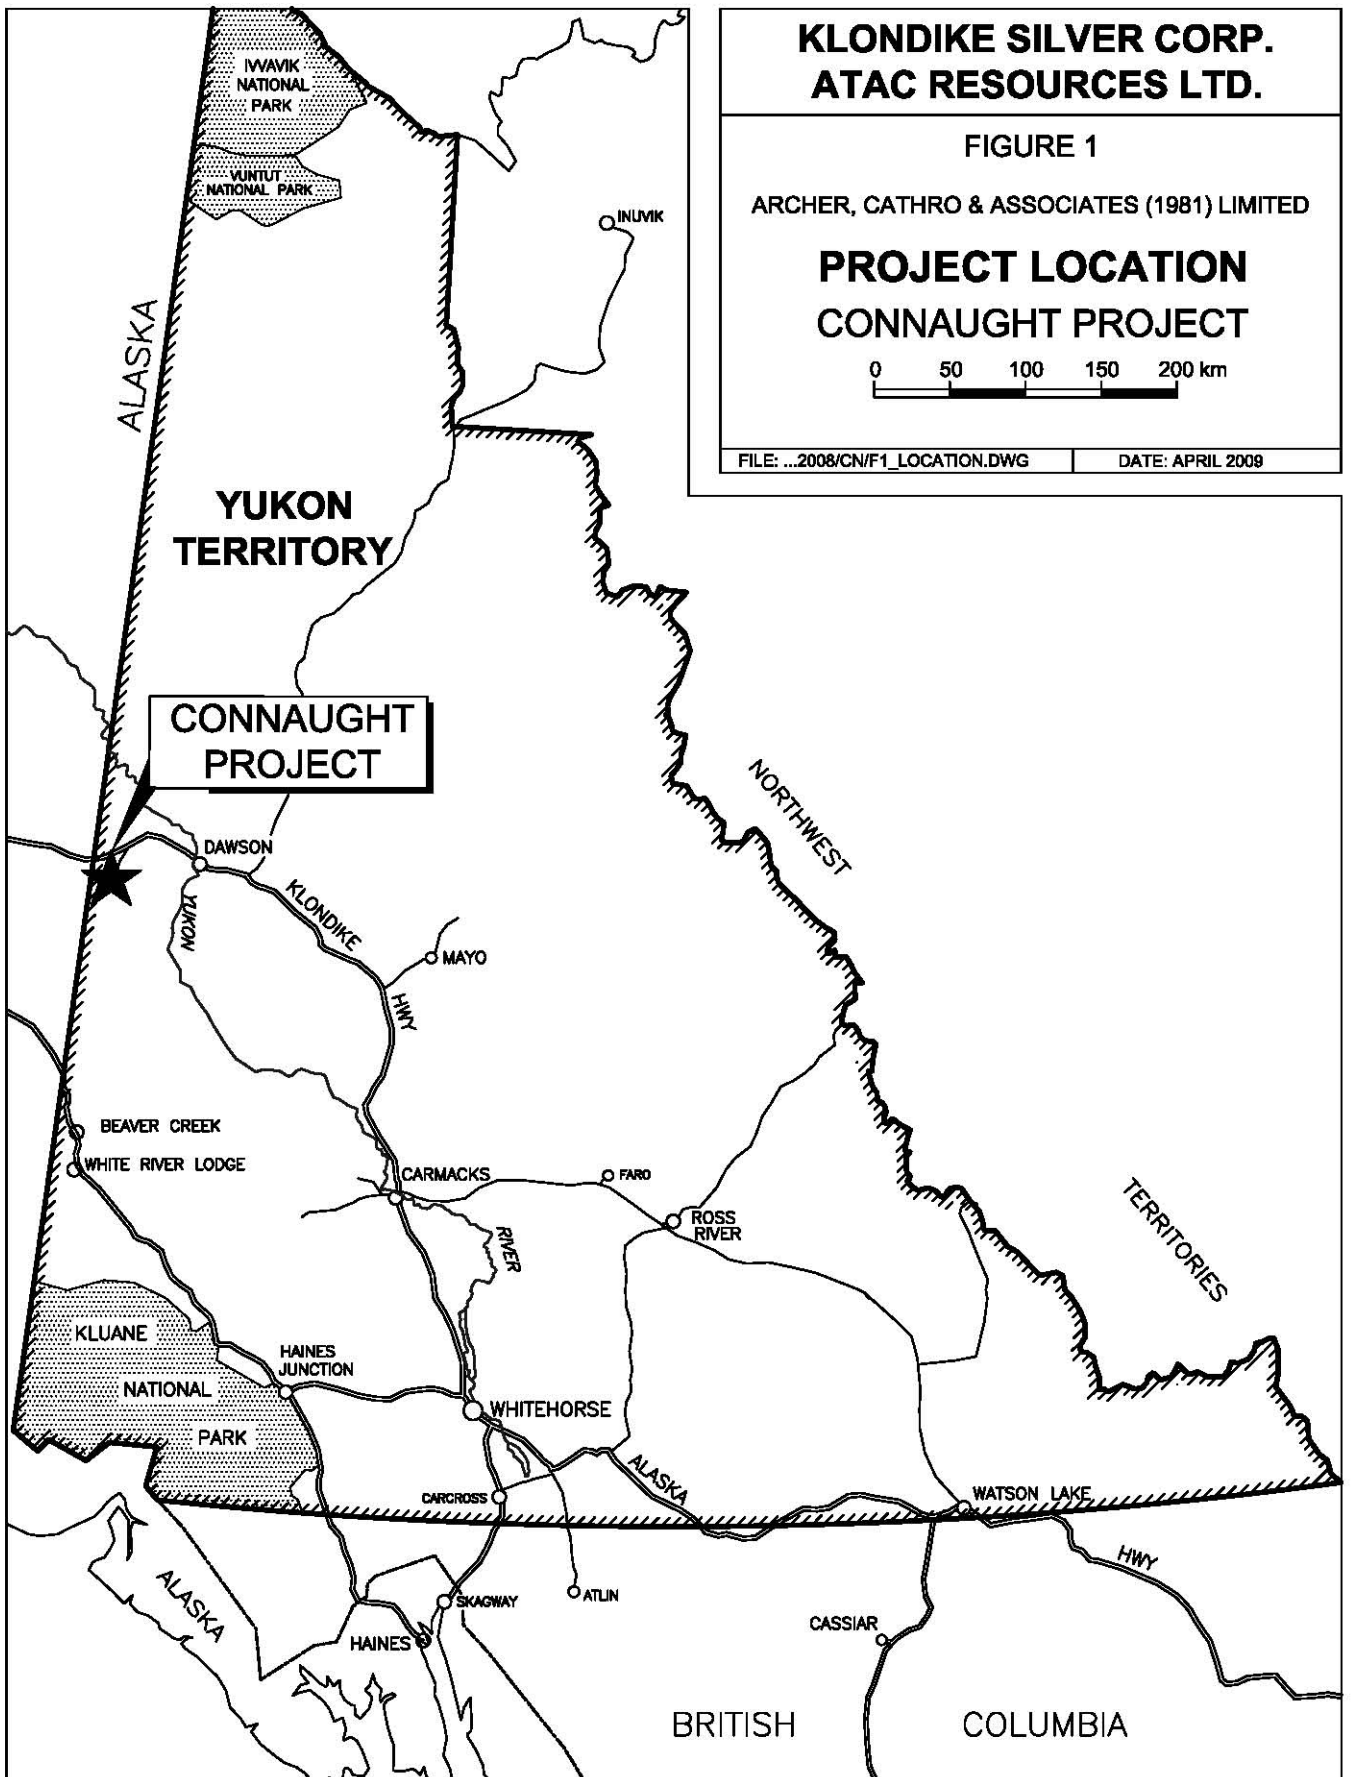 KLONDIKE SILVER CORP.
ATAC RESOURCES LTD.
FIGURE 1
ARCHER, CATHRO & ASSOCIATES (1981) LIMITED
PROJECT LOCATION
CONNAUGHT PROJECT
0 50 100 150 200 km
FILE: ...2008/CN/F1_LOCATION.DWG
DATE: APRIL 2009
IVVAVIK
NATIONAL
PARK
VUNTUT
NATIONAL PARK
INUVIK
ALASKA
YUKON
TERRITORY
CONNAUGHT
PROJECT
NORTHWEST
DAWSON
YUKON
KLONDIKE
MAYO
HWY
BEAVER CREEK
WHITE RIVER LODGE
CARMACKS
FARO
ROSS
RIVER
RIVER
TERRITORIES
KLUANE
NATIONAL
PARK
HAINES
JUNCTION
WHITEHORSE
ALASKA
CARCROSS
WATSON LAKE
HWY
ALASKA
SKAGWAY
ATLIN
HAINES
CASSIAR
BRITISH COLUMBIA